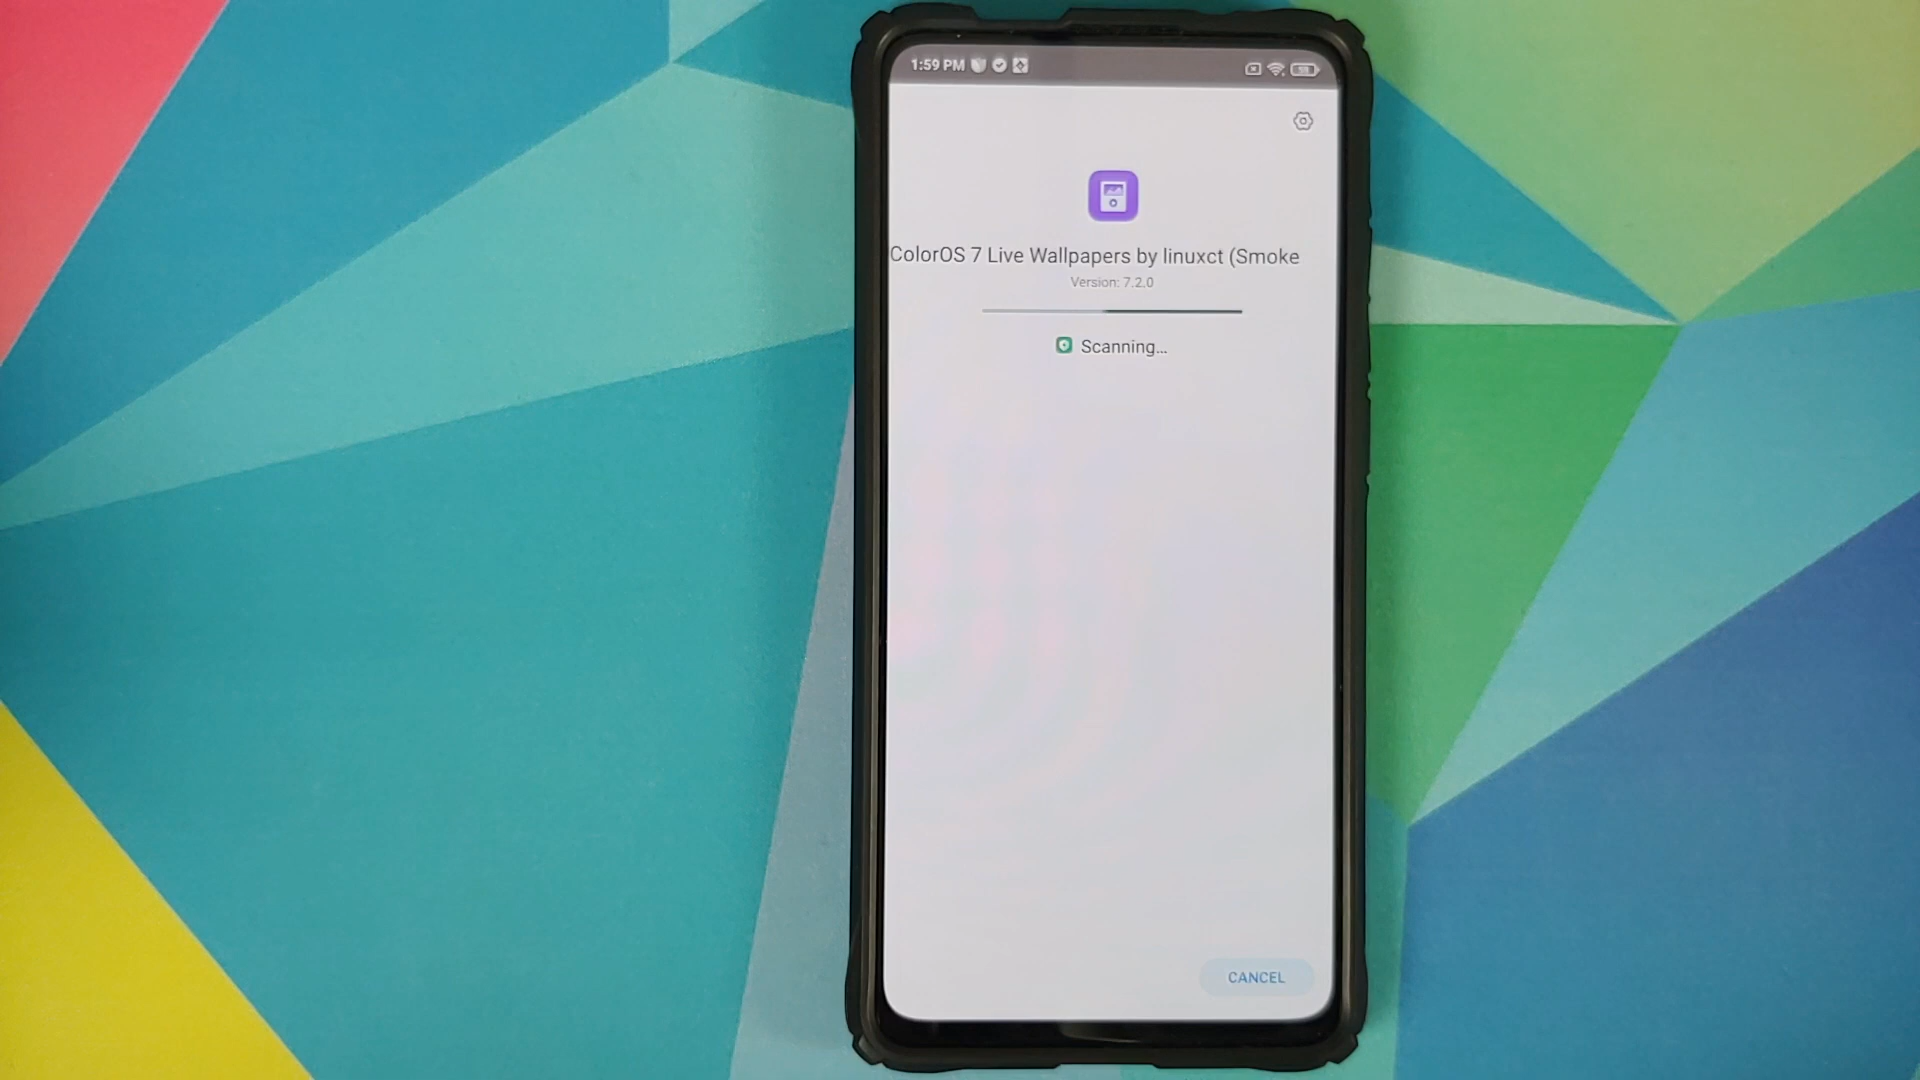 1:59 PM
ColorOS 7 Live Wallpapers by linuxct (Smoke
Version: 7.2.0
Scanning...
CANCEL